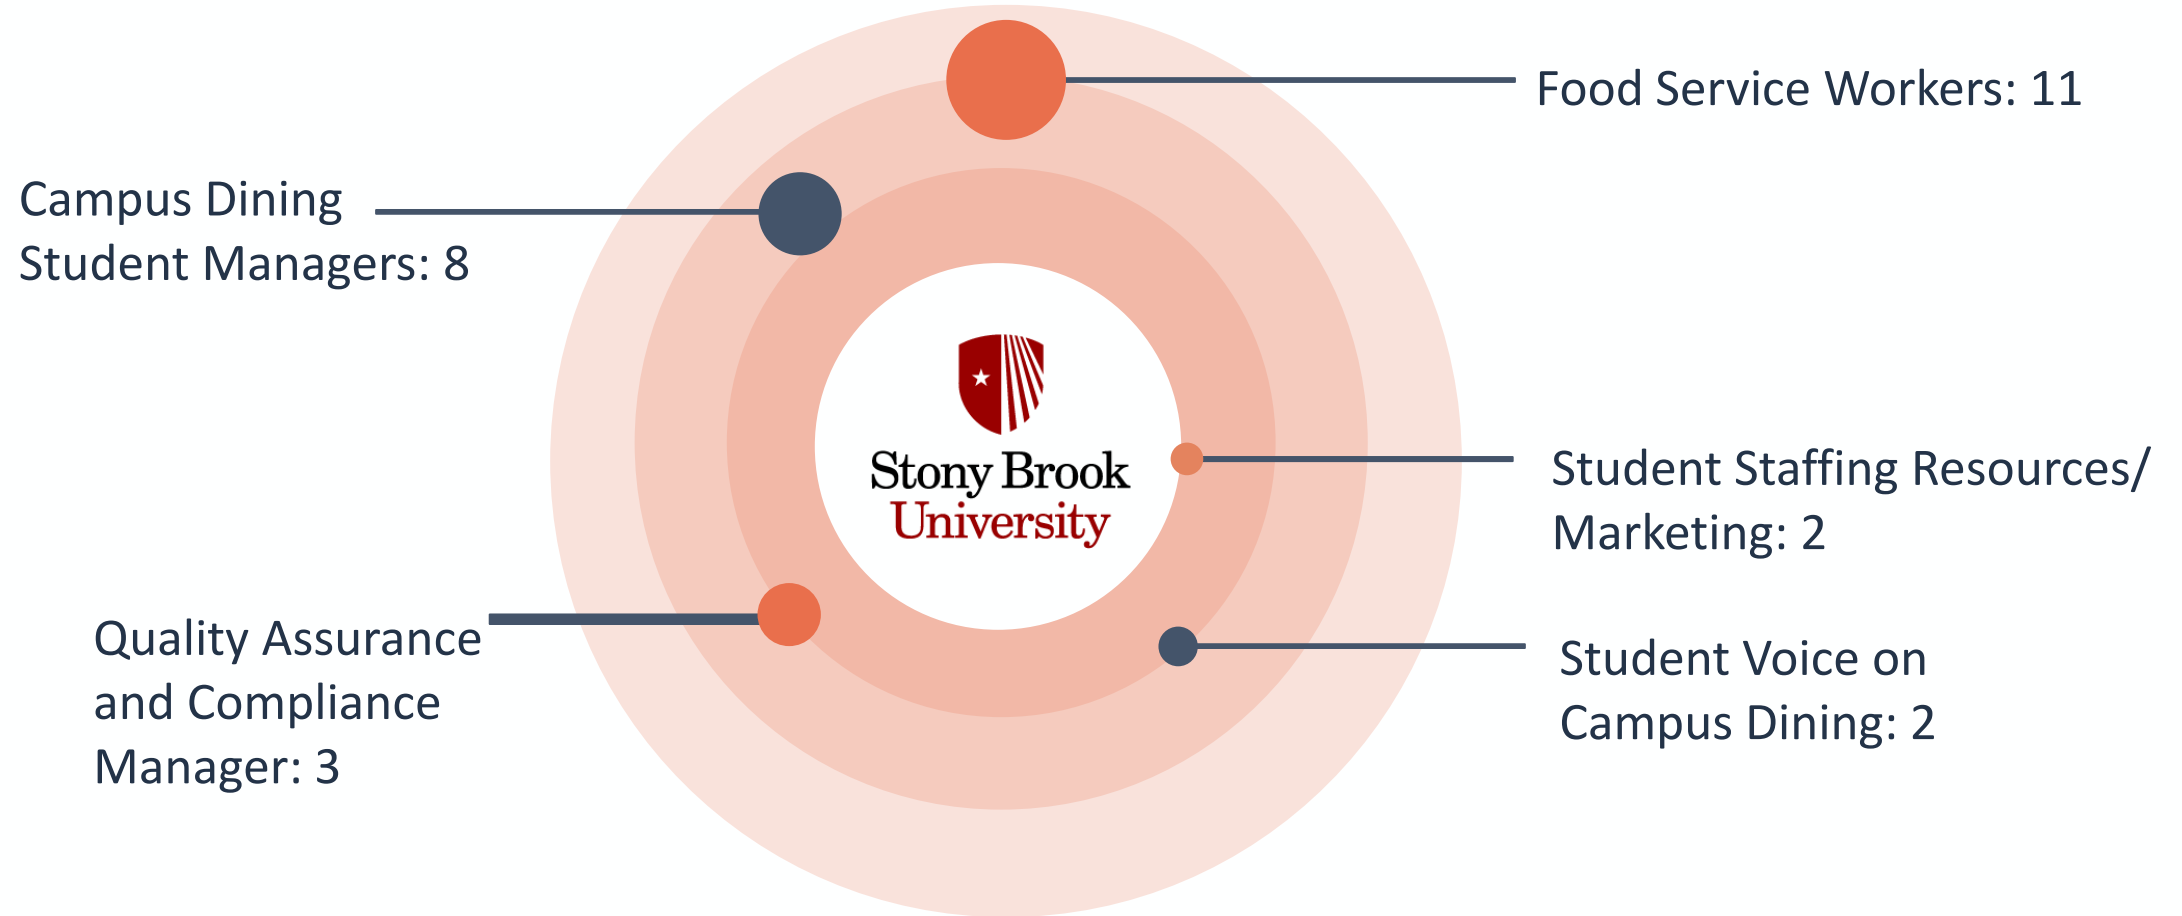 Food Service Workers: 11
Campus Dining
Student Managers: 8
Stony Brook
University
Student Staffing Resources/
Marketing: 2
Quality Assurance
and Compliance
Manager: 3
Student Voice on
Campus Dining: 2